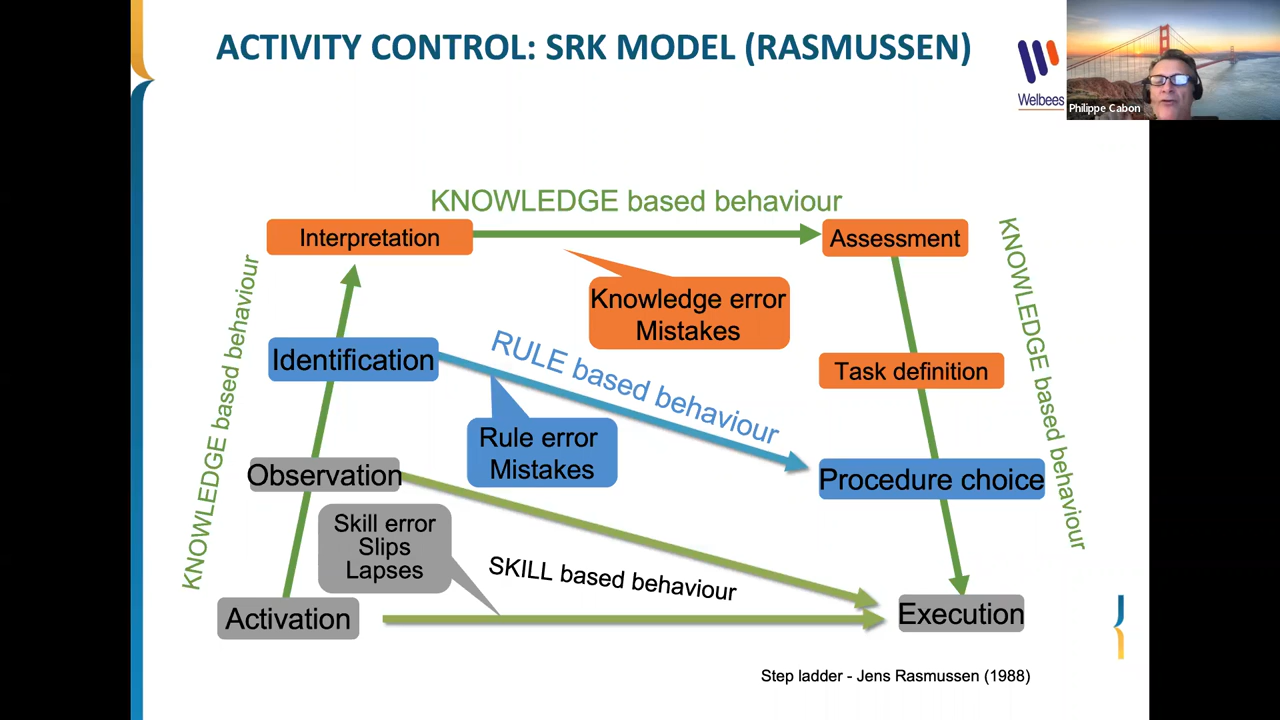 ACTIVITY CONTROL: SRK MODEL (RASMUSSEN)
Welbees
Philippe Cabon
KNOWLEDGE based behaviour
Interpretation
Assessment
KNOWLEDGE based behaviour
KNOWLEDGE based behaviour
Knowledge error
Mistakes
Identification
RULE based behaviour
Task definition
Rule error
Mistakes
Observation
Procedure choice
Skill error
Slips
Lapses
SKILL based behaviour
Activation
Execution
Step ladder - Jens Rasmussen (1988)